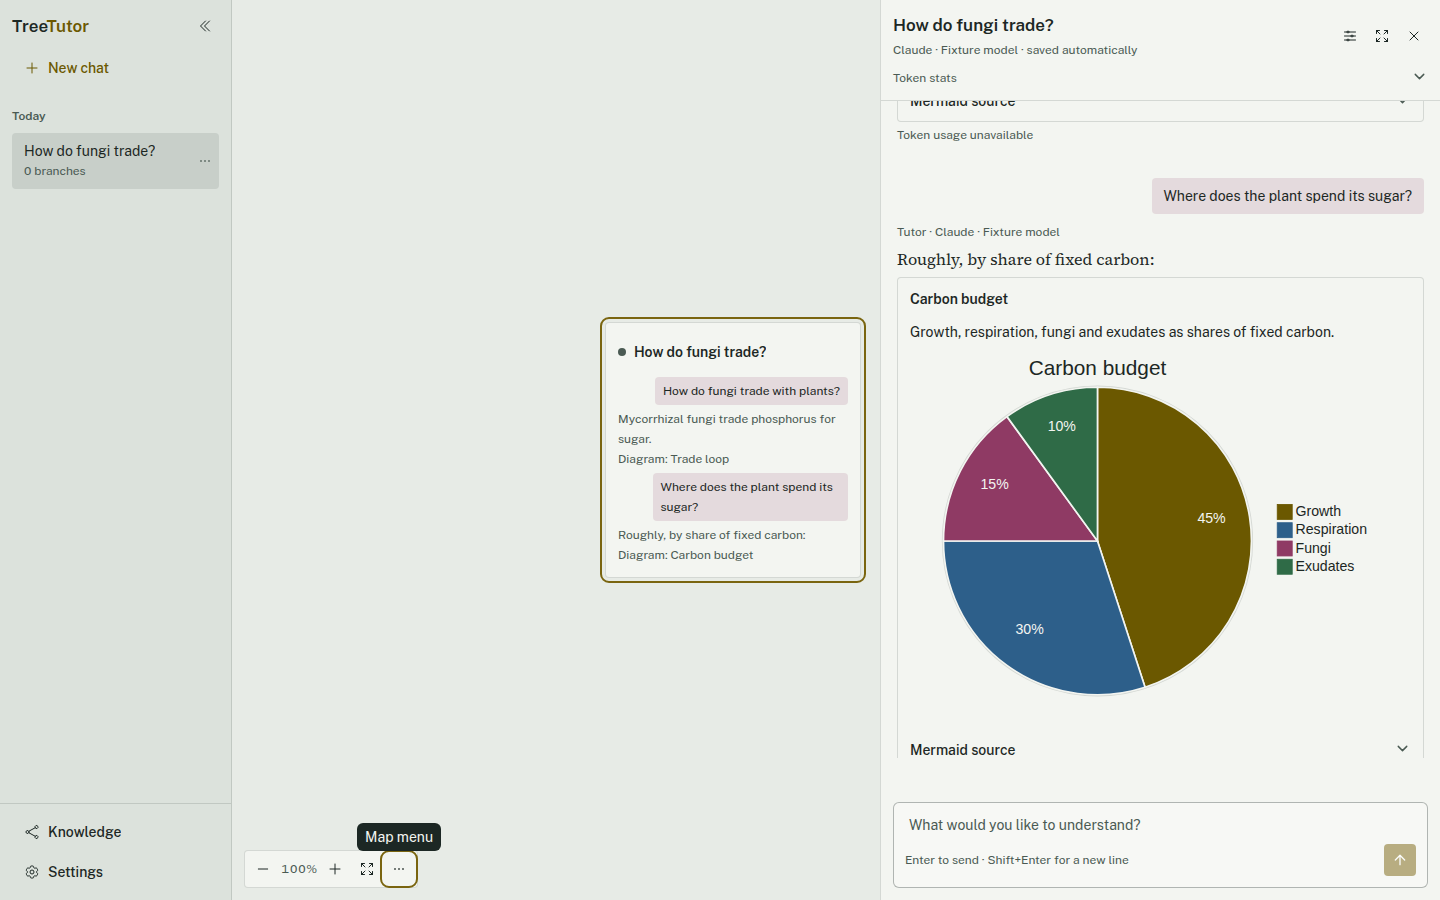 TreeTutor
New chat
Today
How do fungi trade?
0 branches
Knowledge
Settings
How do fungi trade?
How do fungi trade with plants?
Mycorrhizal fungi trade phosphorus for
sugar.
Diagram: Trade loop
Where does the plant spend its
sugar?
Roughly, by share of fixed carbon:
Diagram: Carbon budget
Map menu
100%
How do fungi trade?
Claude · Fixture model · saved automatically
Token stats
Mermaid source
Token usage unavailable
Where does the plant spend its sugar?
Tutor · Claude · Fixture model
Roughly, by share of fixed carbon:
Carbon budget
Growth, respiration, fungi and exudates as shares of fixed carbon.
Carbon budget
10%
15%
45%
30%
Growth
Respiration
Fungi
Exudates
Mermaid source
What would you like to understand?
Enter to send · Shift+Enter for a new line